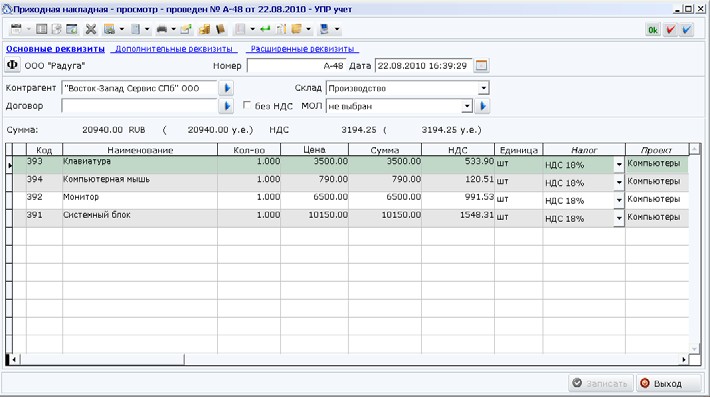 Приходная накладная - просмотр - проведен № А-48 от 22.08.2010 - УПР учет
Ok
Основные реквизиты Дополнительные реквизиты Расширенные реквизиты
Ф ООО "Радуга" Номер А-48 Дата 22.08.2010 16:39:29
Контрагент "Восток-Запад Сервис СПб" ООО Склад Производство
Договор без НДС МОЛ не выбран
Сумма: 20940.00 RUB ( 20940.00 у.е.) НДС 3194.25 ( 3194.25 у.е.)
Код Наименование Кол-во Цена Сумма НДС Единица Налог Проект
393 Клавиатура 1.000 3500.00 3500.00 533.90 шт НДС 18% Компьютеры
394 Компьютерная мышь 1.000 790.00 790.00 120.51 шт НДС 18% Компьютеры
392 Монитор 1.000 6500.00 6500.00 991.53 шт НДС 18% Компьютеры
391 Системный блок 1.000 10150.00 10150.00 1548.31 шт НДС 18% Компьютеры
Записать Выход